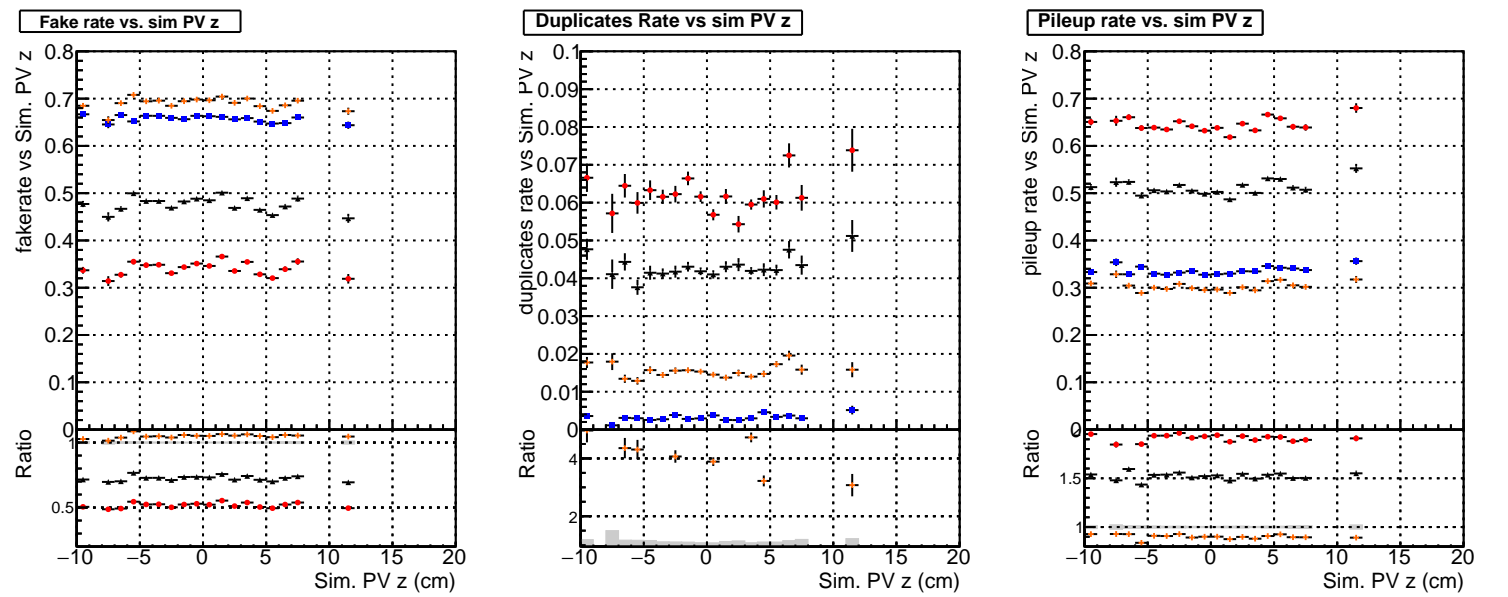 Fake rate vs. sim PV z
fakerate vs Sim. PV z
0.8
0.7
0.6
0.5
0.4
0.3
0.2
0.1
0
Ratio
1
0.5
−10 −5 0 5 10 15 20
Sim. PV z (cm)
Duplicates Rate vs sim PV z
duplicates rate vs Sim. PV z
0.1
0.09
0.08
0.07
0.06
0.05
0.04
0.03
0.02
0.01
0
Ratio
4
2
−10 −5 0 5 10 15 20
Sim. PV z (cm)
Pileup rate vs. sim PV z
pileup rate vs Sim. PV z
0.8
0.7
0.6
0.5
0.4
0.3
0.2
0.1
Ratio
1.5
1
−10 −5 0 5 10 15 20
Sim. PV z (cm)